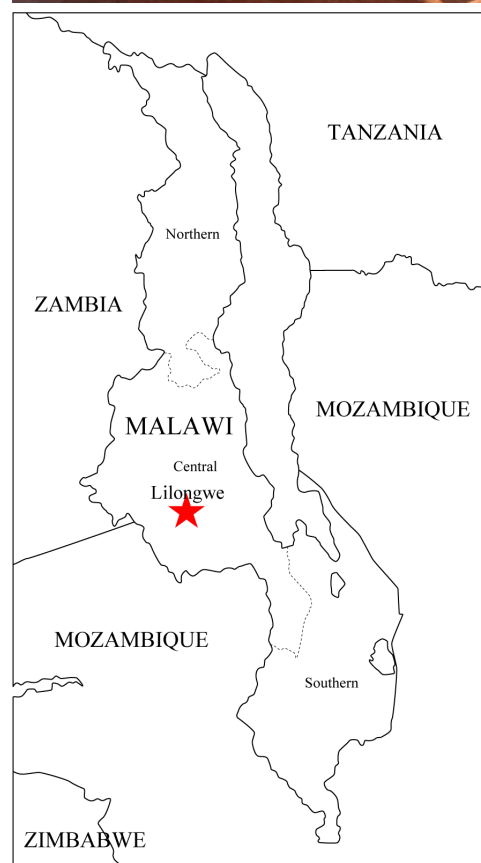 TANZANIA
Northern
ZAMBIA
MOZAMBIQUE
MALAWI
Central
Lilongwe
MOZAMBIQUE
Southern
ZIMBABWE